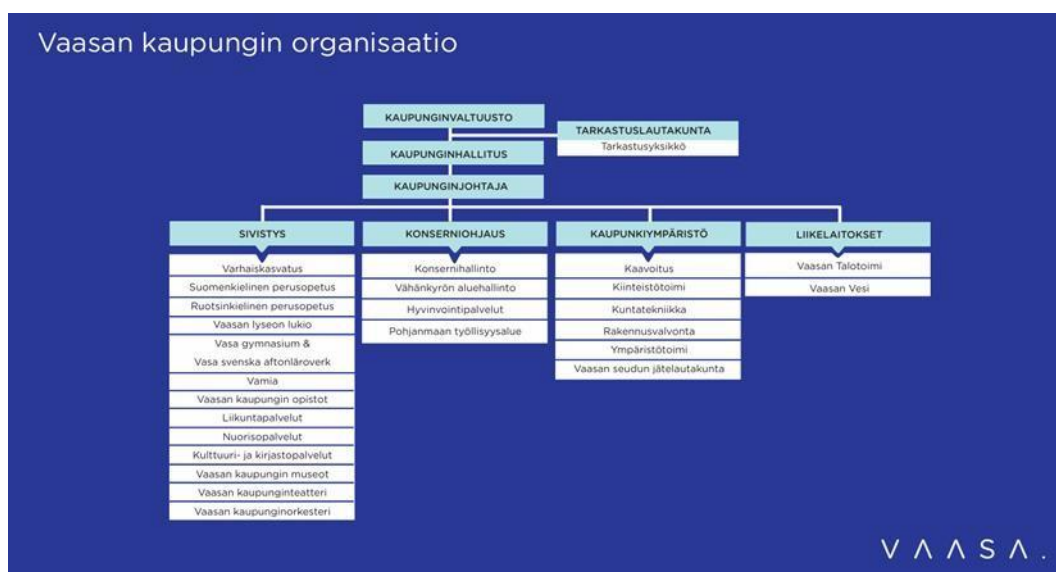 Vaasan kaupungin organisaatio
KAUPUNGINVALTUUSTO
TARKASTUSLAUTAKUNTA
Tarkastusyksikkö
KAUPUNGINHALLITUS
KAUPUNGINJOHTAJA
SIVISTYS
Varhaiskasvatus
Suomenkielinen perusopetus
Ruotsinkielinen perusopetus
Vaasan lyseon lukio
Vasa gymnasium &
Vasa svenska aftonläroverk
Vamia
Vaasan kaupungin opistot
Liikuntapalvelut
Nuorisopalvelut
Kulttuuri- ja kirjastopalvelut
Vaasan kaupungin museot
Vaasan kaupunginteatteri
Vaasan kaupunginorkesteri
KONSERNIOHJAUS
Konsernihallinto
Vähänkyrön aluehallinto
Hyvinvointipalvelut
Pohjanmaan työllisyysalue
KAUPUNKIYMPÄRISTÖ
Kaavoitus
Kiinteistötoimi
Kuntatekniikka
Rakennusvalvonta
Ympäristötoimi
Vaasan seudun jätelautakunta
LIIKELAITOKSET
Vaasan Talotoimi
Vaasan Vesi
VAASA.